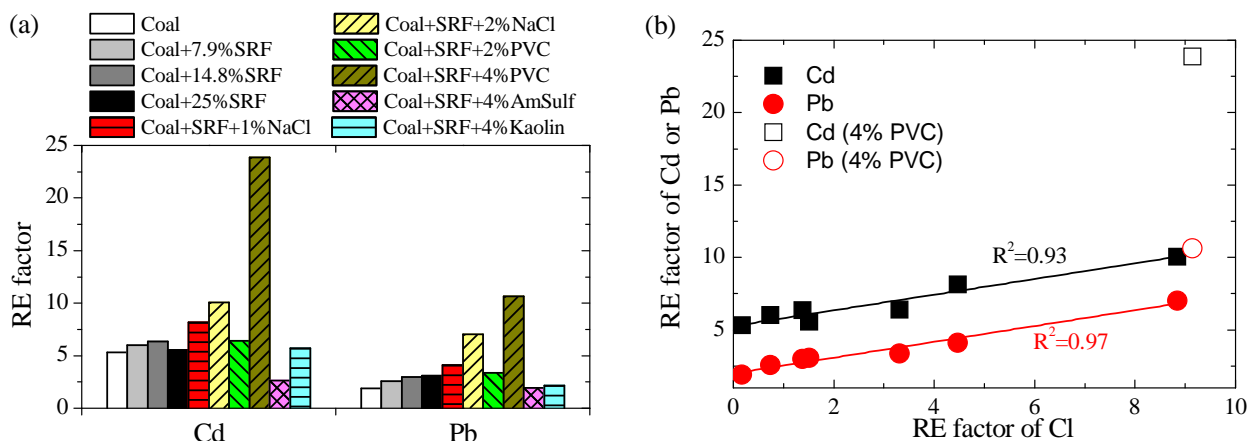 (a)
Coal
Coal+7.9%SRF
Coal+14.8%SRF
Coal+25%SRF
Coal+SRF+1%NaCl
Coal+SRF+2%NaCl
Coal+SRF+2%PVC
Coal+SRF+4%PVC
Coal+SRF+4%AmSulf
Coal+SRF+4%Kaolin
25
20
15
10
5
0
RE factor
Cd Pb
(b)
25
20
15
10
5
RE factor of Cd or Pb
Cd
Pb
Cd (4% PVC)
Pb (4% PVC)
R²=0.93
R²=0.97
0 2 4 6 8 10
RE factor of Cl